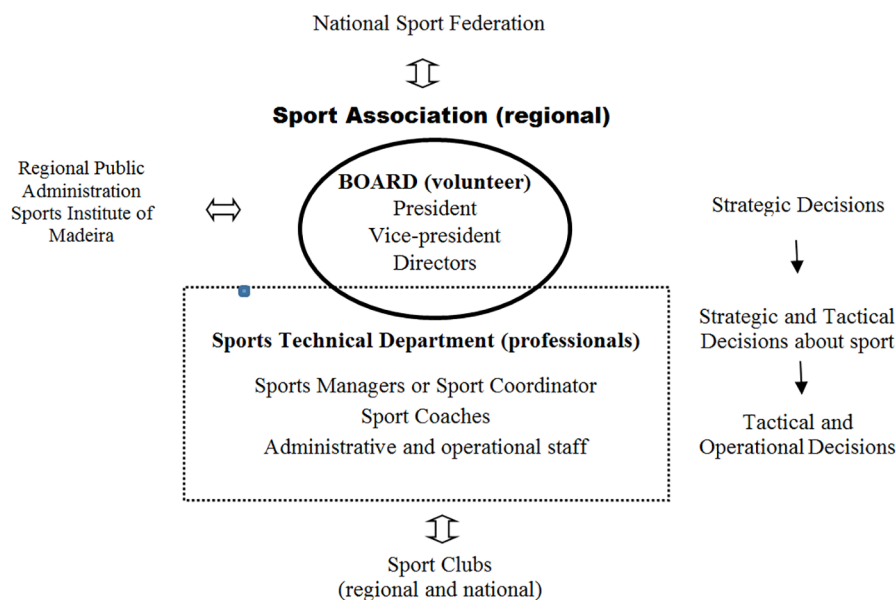 National Sport Federation
Sport Association (regional)
Regional Public
Administration
Sports Institute of
Madeira
BOARD (volunteer)
President
Vice-president
Directors
Strategic Decisions
Sports Technical Department (professionals)
Sports Managers or Sport Coordinator
Sport Coaches
Administrative and operational staff
Strategic and Tactical
Decisions about sport
Tactical and
Operational Decisions
Sport Clubs
(regional and national)